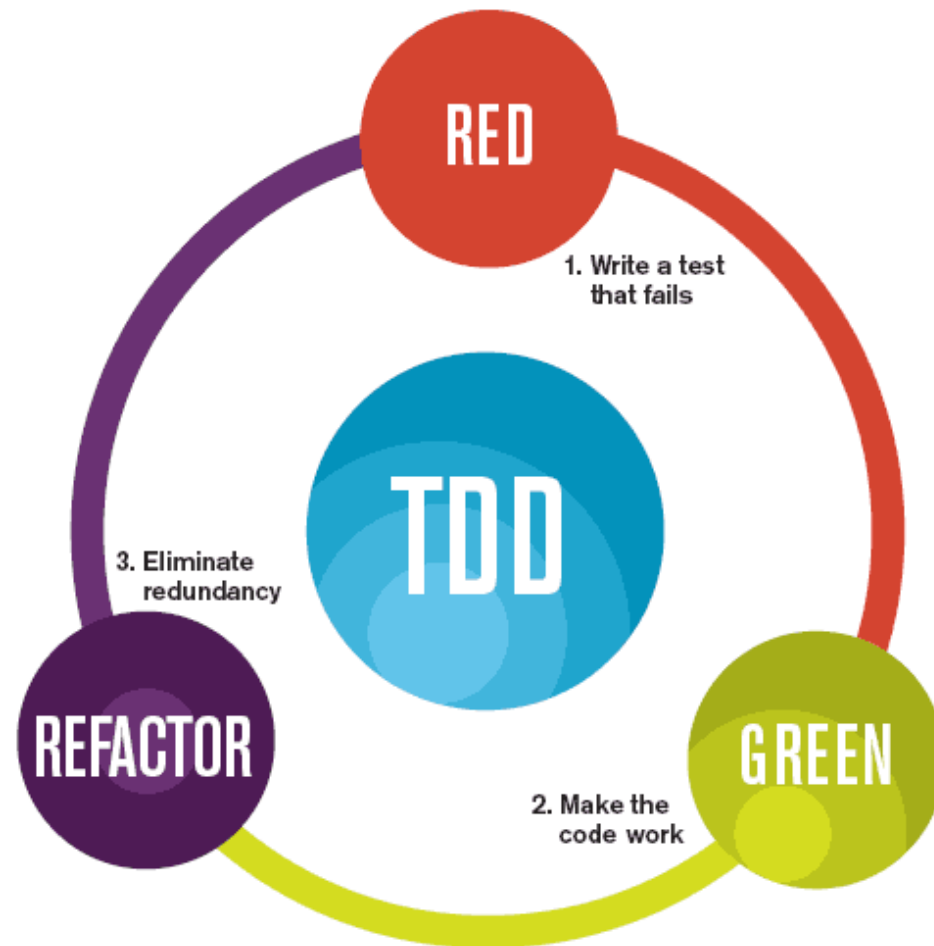 RED
1. Write a test
that fails
TDD
3. Eliminate
redundancy
REFACTOR
GREEN
2. Make the
code work